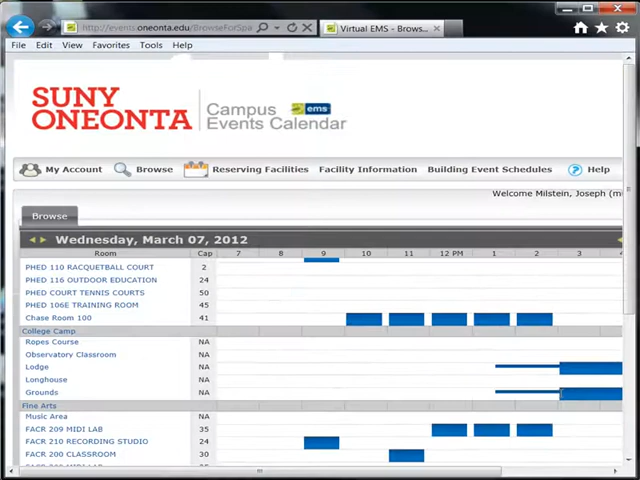 http://events.oneonta.edu/BrowseForSpa
Virtual EMS - Brows...
File Edit View Favorites Tools Help
SUNY
ONEONTA
Campus
Events Calendar
ems
My Account Browse Reserving Facilities Facility Information Building Event Schedules Help
Welcome Milstein, Joseph (m
Browse
Wednesday, March 07, 2012
Room Cap 7 8 9 10 11 12 PM 1 2 3 4
PHED 110 RACQUETBALL COURT 2
PHED 116 OUTDOOR EDUCATION 24
PHED COURT TENNIS COURTS 50
PHED 106E TRAINING ROOM 45
Chase Room 100 41
College Camp
Ropes Course NA
Observatory Classroom NA
Lodge NA
Longhouse NA
Grounds NA
Fine Arts
Music Area NA
FACR 209 MIDI LAB 35
FACR 210 RECORDING STUDIO 24
FACR 200 CLASSROOM 30